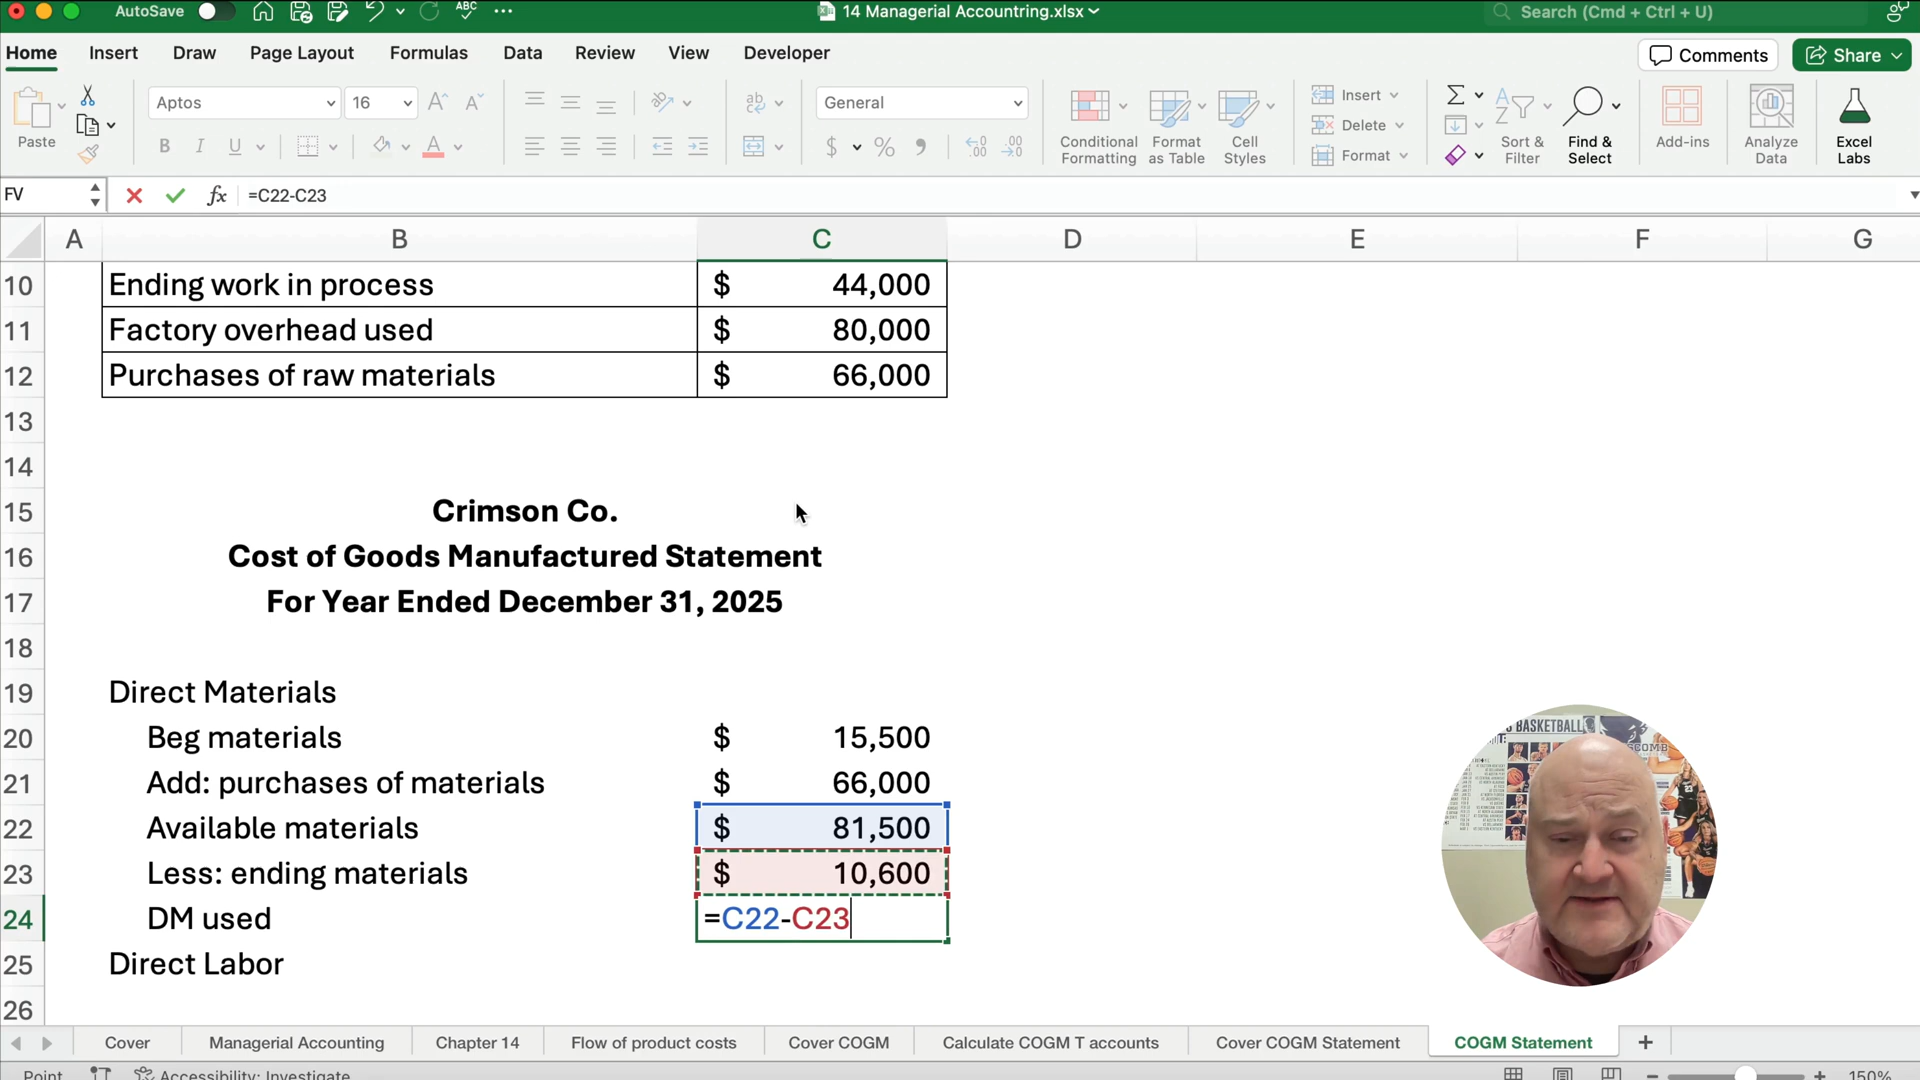 AutoSave
ABC
14 Managerial Accountring.xlsx
Search (Cmd + Ctrl + U)
Home Insert Draw Page Layout Formulas Data Review View Developer
Comments
Share
Paste
Aptos
16
B I U
ab
General
$ % 9
Conditional Formatting
Format as Table
Cell Styles
Insert
Delete
Format
Sort & Filter
Find & Select
Add-ins
Analyze Data
Excel Labs
FV
fx
=C22-C23
A B C D E F G
10 Ending work in process $ 44,000
11 Factory overhead used $ 80,000
12 Purchases of raw materials $ 66,000
13
14
15 Crimson Co.
16 Cost of Goods Manufactured Statement
17 For Year Ended December 31, 2025
18
19 Direct Materials
20 Beg materials $ 15,500
21 Add: purchases of materials $ 66,000
22 Available materials $ 81,500
23 Less: ending materials $ 10,600
24 DM used =C22-C23
25 Direct Labor
26
BASKETBALL
Cover Managerial Accounting Chapter 14 Flow of product costs Cover COGM Calculate COGM T accounts Cover COGM Statement COGM Statement +
Point Accessibility: Investigate
150%